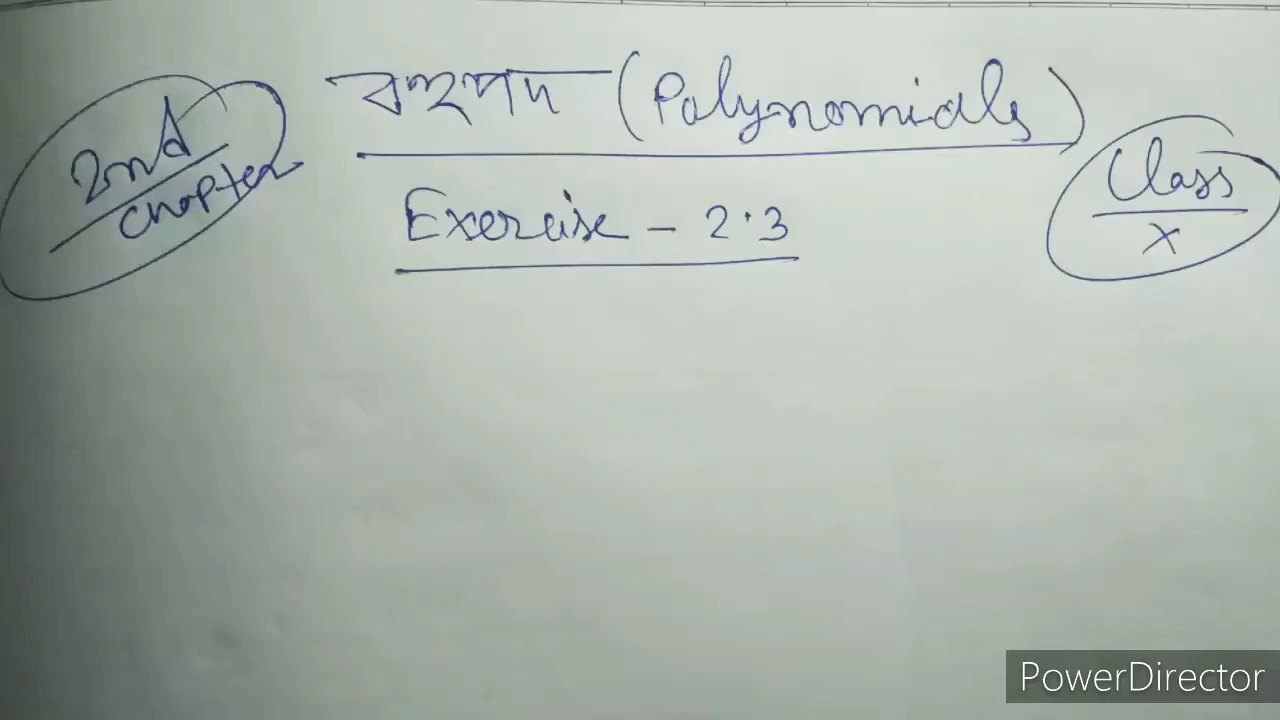 বহুপদ (Polynomials)
2nd
chapter
Exercise - 2.3
Class
X
PowerDirector